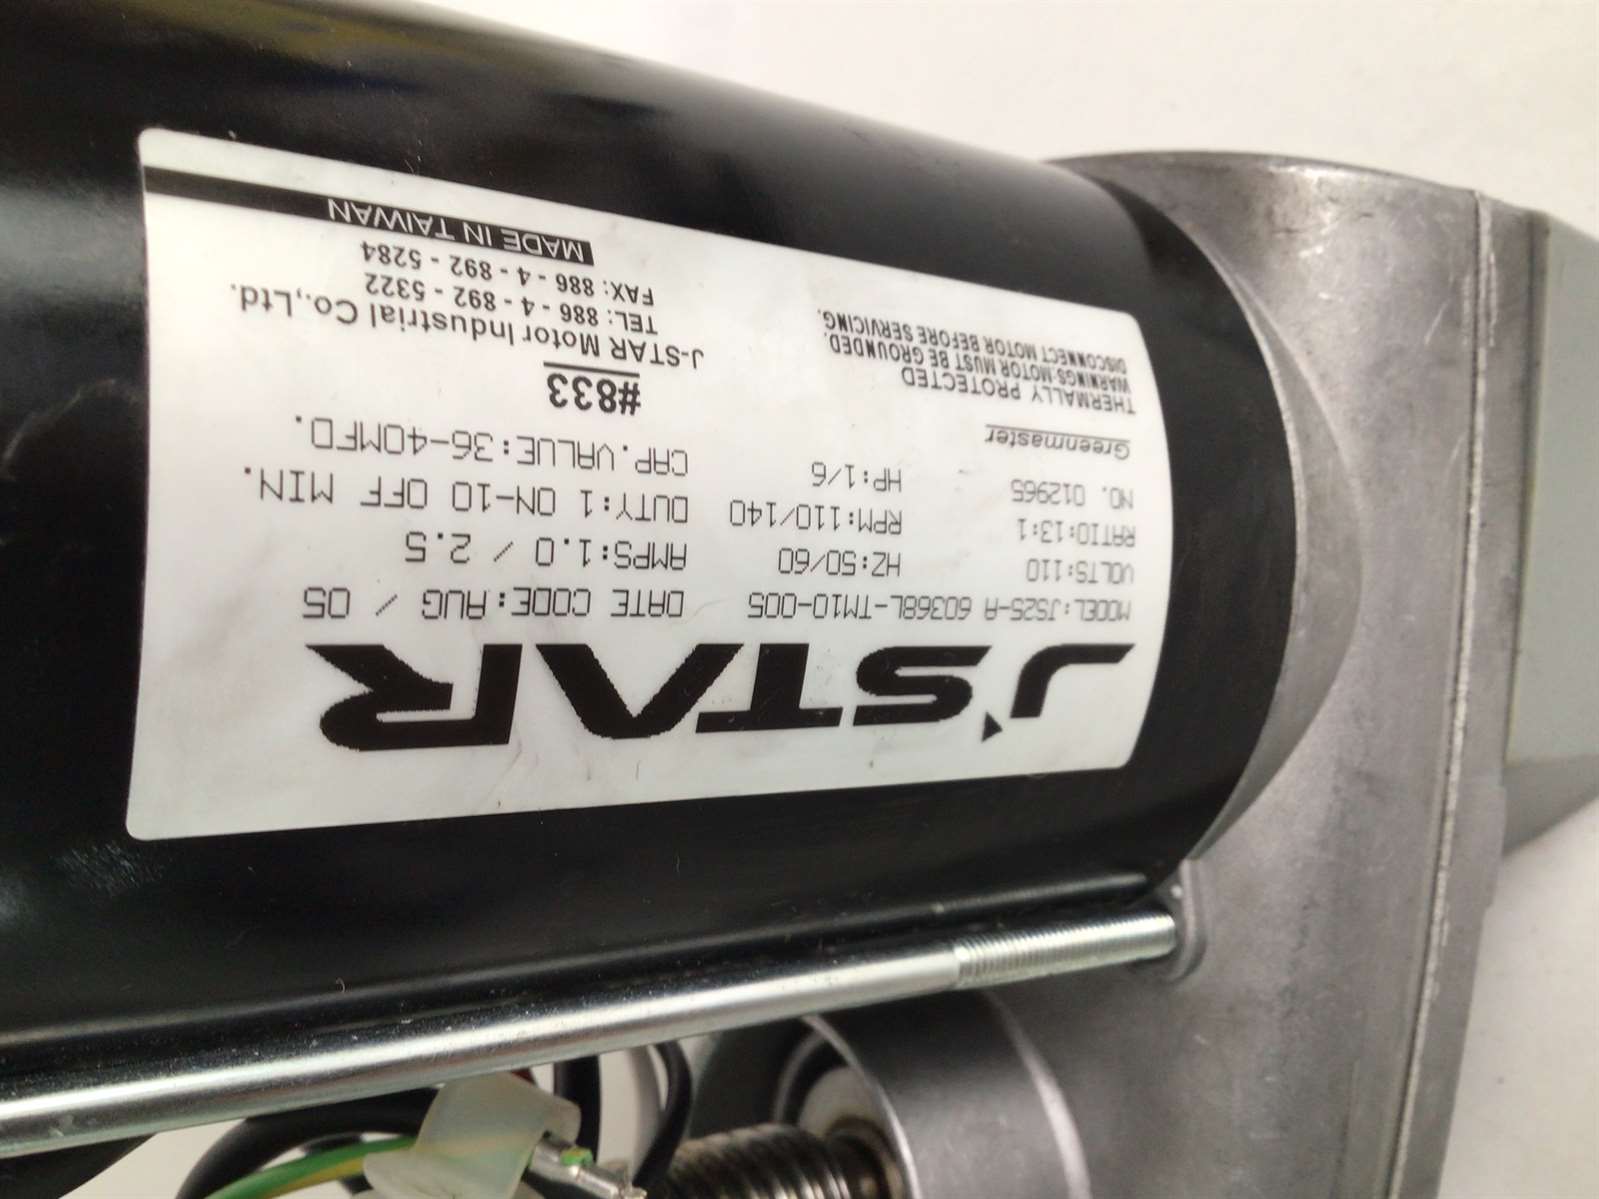 J'STAR
MODEL:JS25-A 60368L-TM10-005 DATE CODE:AUG / 05
VOLTS:110 HZ:50/60 AMPS:1.0 / 2.5
RATIO:13:1 RPM:110/140 DUTY:1 ON-10 OFF MIN.
NO. 012965 HP:1/6 CAP.VALUE:36-40MFD.
Greenmaster #833
THERMALLY PROTECTED
WARNINGS:MOTOR MUST BE GROUNDED.
DISCONNECT MOTOR BEFORE SERVICING.
J-STAR Motor Industrial Co.,Ltd.
TEL: 886 - 4 - 892 - 5322
FAX: 886 - 4 - 892 - 5284
MADE IN TAIWAN